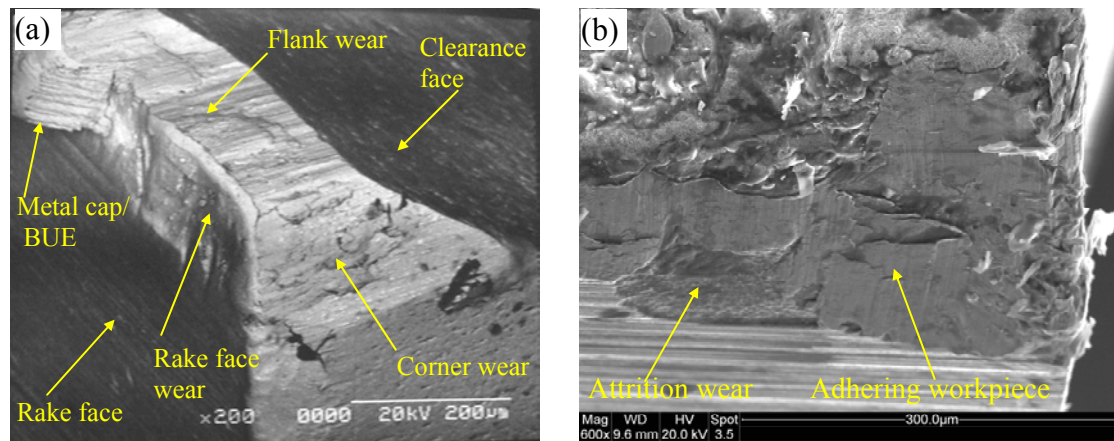 (a)
Flank wear
Clearance
face
Metal cap/
BUE
Rake face
Rake face
wear
Corner wear
×200 0000 20kV 200µm
(b)
Attrition wear
Adhering workpiece
Mag WD HV Spot
600x 9.6 mm 20.0 kV 3.5
300.0µm